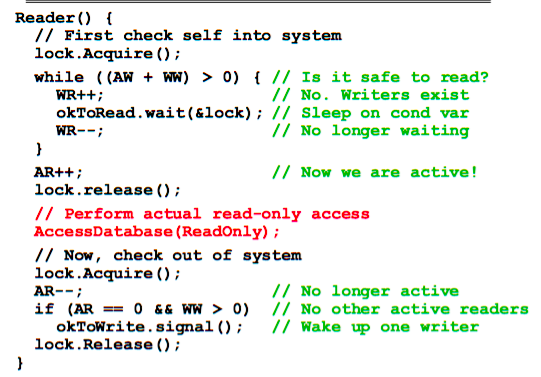 Reader() {
// First check self into system
lock.Acquire();
while ((AW + WW) > 0) { // Is it safe to read?
WR++; // No. Writers exist
okToRead.wait(&lock); // Sleep on cond var
WR--; // No longer waiting
}
AR++; // Now we are active!
lock.release();
// Perform actual read-only access
AccessDatabase(ReadOnly);
// Now, check out of system
lock.Acquire();
AR--; // No longer active
if (AR == 0 && WW > 0) // No other active readers
okToWrite.signal(); // Wake up one writer
lock.Release();
}